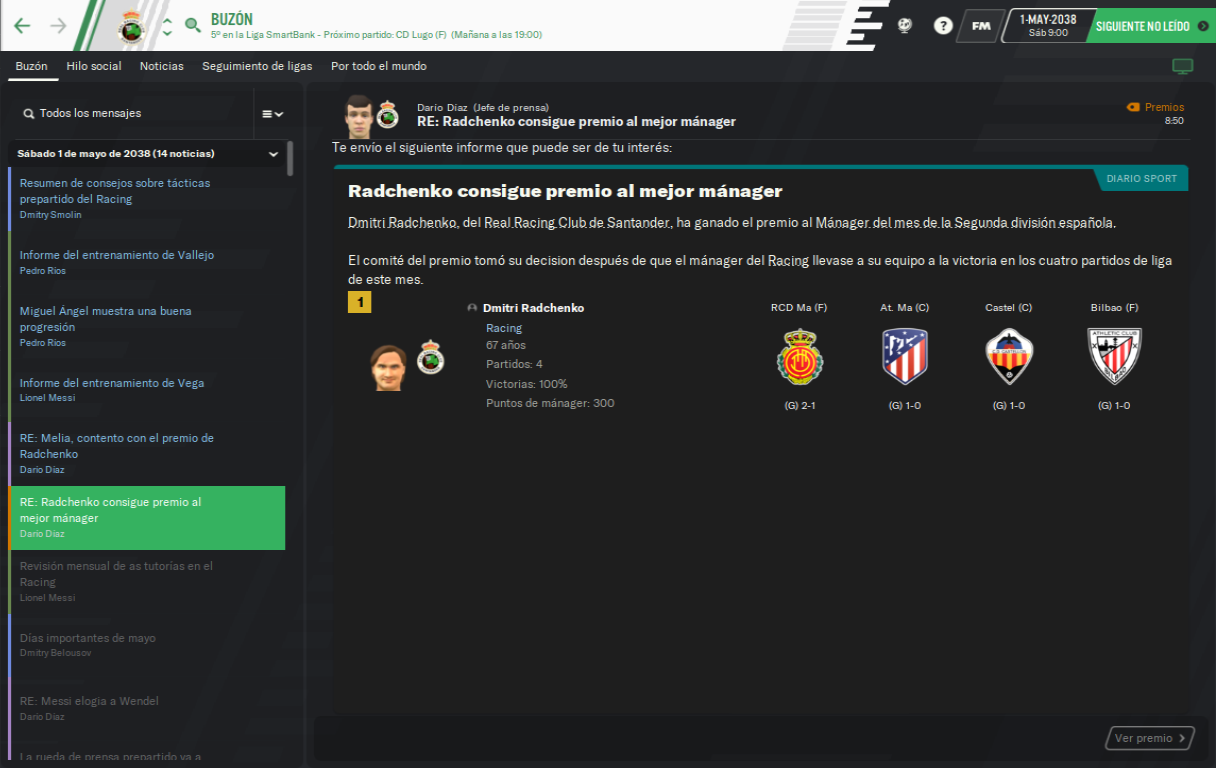 BUZÓN
5º en la Liga SmartBank - Próximo partido: CD Lugo (F) (Mañana a las 19:00)
?
FM
1-MAY-2038
Sáb 9:00
SIGUIENTE NO LEÍDO
Buzón Hilo social Noticias Seguimiento de ligas Por todo el mundo
Todos los mensajes
Sábado 1 de mayo de 2038 (14 noticias)
Resumen de consejos sobre tácticas
prepartido del Racing
Dmitry Smolin
Informe del entrenamiento de Vallejo
Pedro Ríos
Miguel Ángel muestra una buena
progresión
Pedro Ríos
Informe del entrenamiento de Vega
Lionel Messi
RE: Melia, contento con el premio de
Radchenko
Darío Díaz
RE: Radchenko consigue premio al
mejor mánager
Darío Díaz
Revisión mensual de as tutorías en el
Racing
Lionel Messi
Días importantes de mayo
Dmitry Belousov
RE: Messi elogia a Wendel
Darío Díaz
La rueda de prensa prepartido va a
Darío Díaz (Jefe de prensa)
RE: Radchenko consigue premio al mejor mánager
Premios
8:50
Te envío el siguiente informe que puede ser de tu interés:
DIARIO SPORT
Radchenko consigue premio al mejor mánager
Dmitri Radchenko, del Real Racing Club de Santander, ha ganado el premio al Mánager del mes de la Segunda división española.
El comité del premio tomó su decision después de que el mánager del Racing llevase a su equipo a la victoria en los cuatro partidos de liga
de este mes.
1
Dmitri Radchenko
Racing
67 años
Partidos: 4
Victorias: 100%
Puntos de mánager: 300
RCD Ma (F) At. Ma (C) Castel (C) Bilbao (F)
ATHLETIC CLUB
(G) 2-1 (G) 1-0 (G) 1-0 (G) 1-0
Ver premio